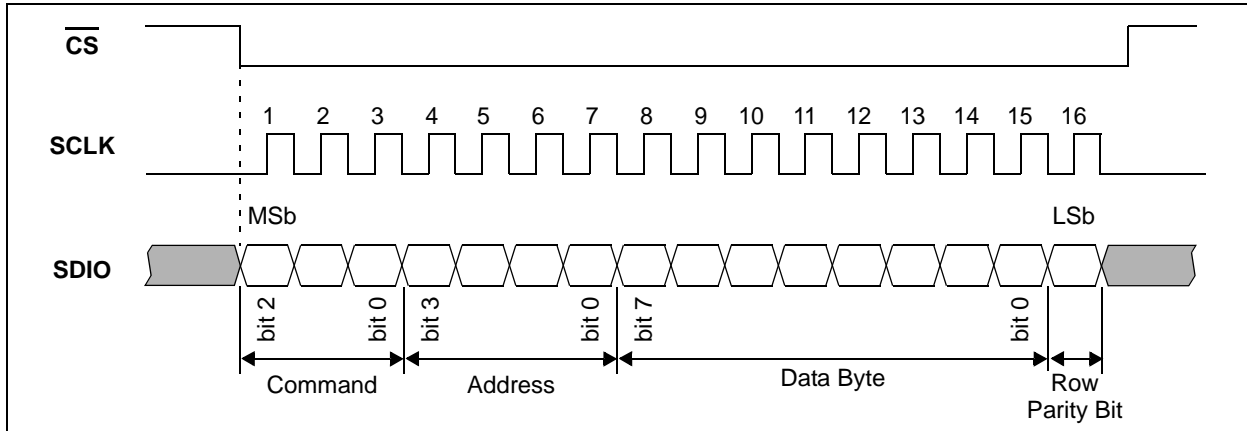 CS
1 2 3 4 5 6 7 8 9 10 11 12 13 14 15 16
SCLK
MSb LSb
SDIO
bit 2 bit 0 bit 3 bit 0 bit 7 bit 0
Command Address Data Byte Row
Parity Bit